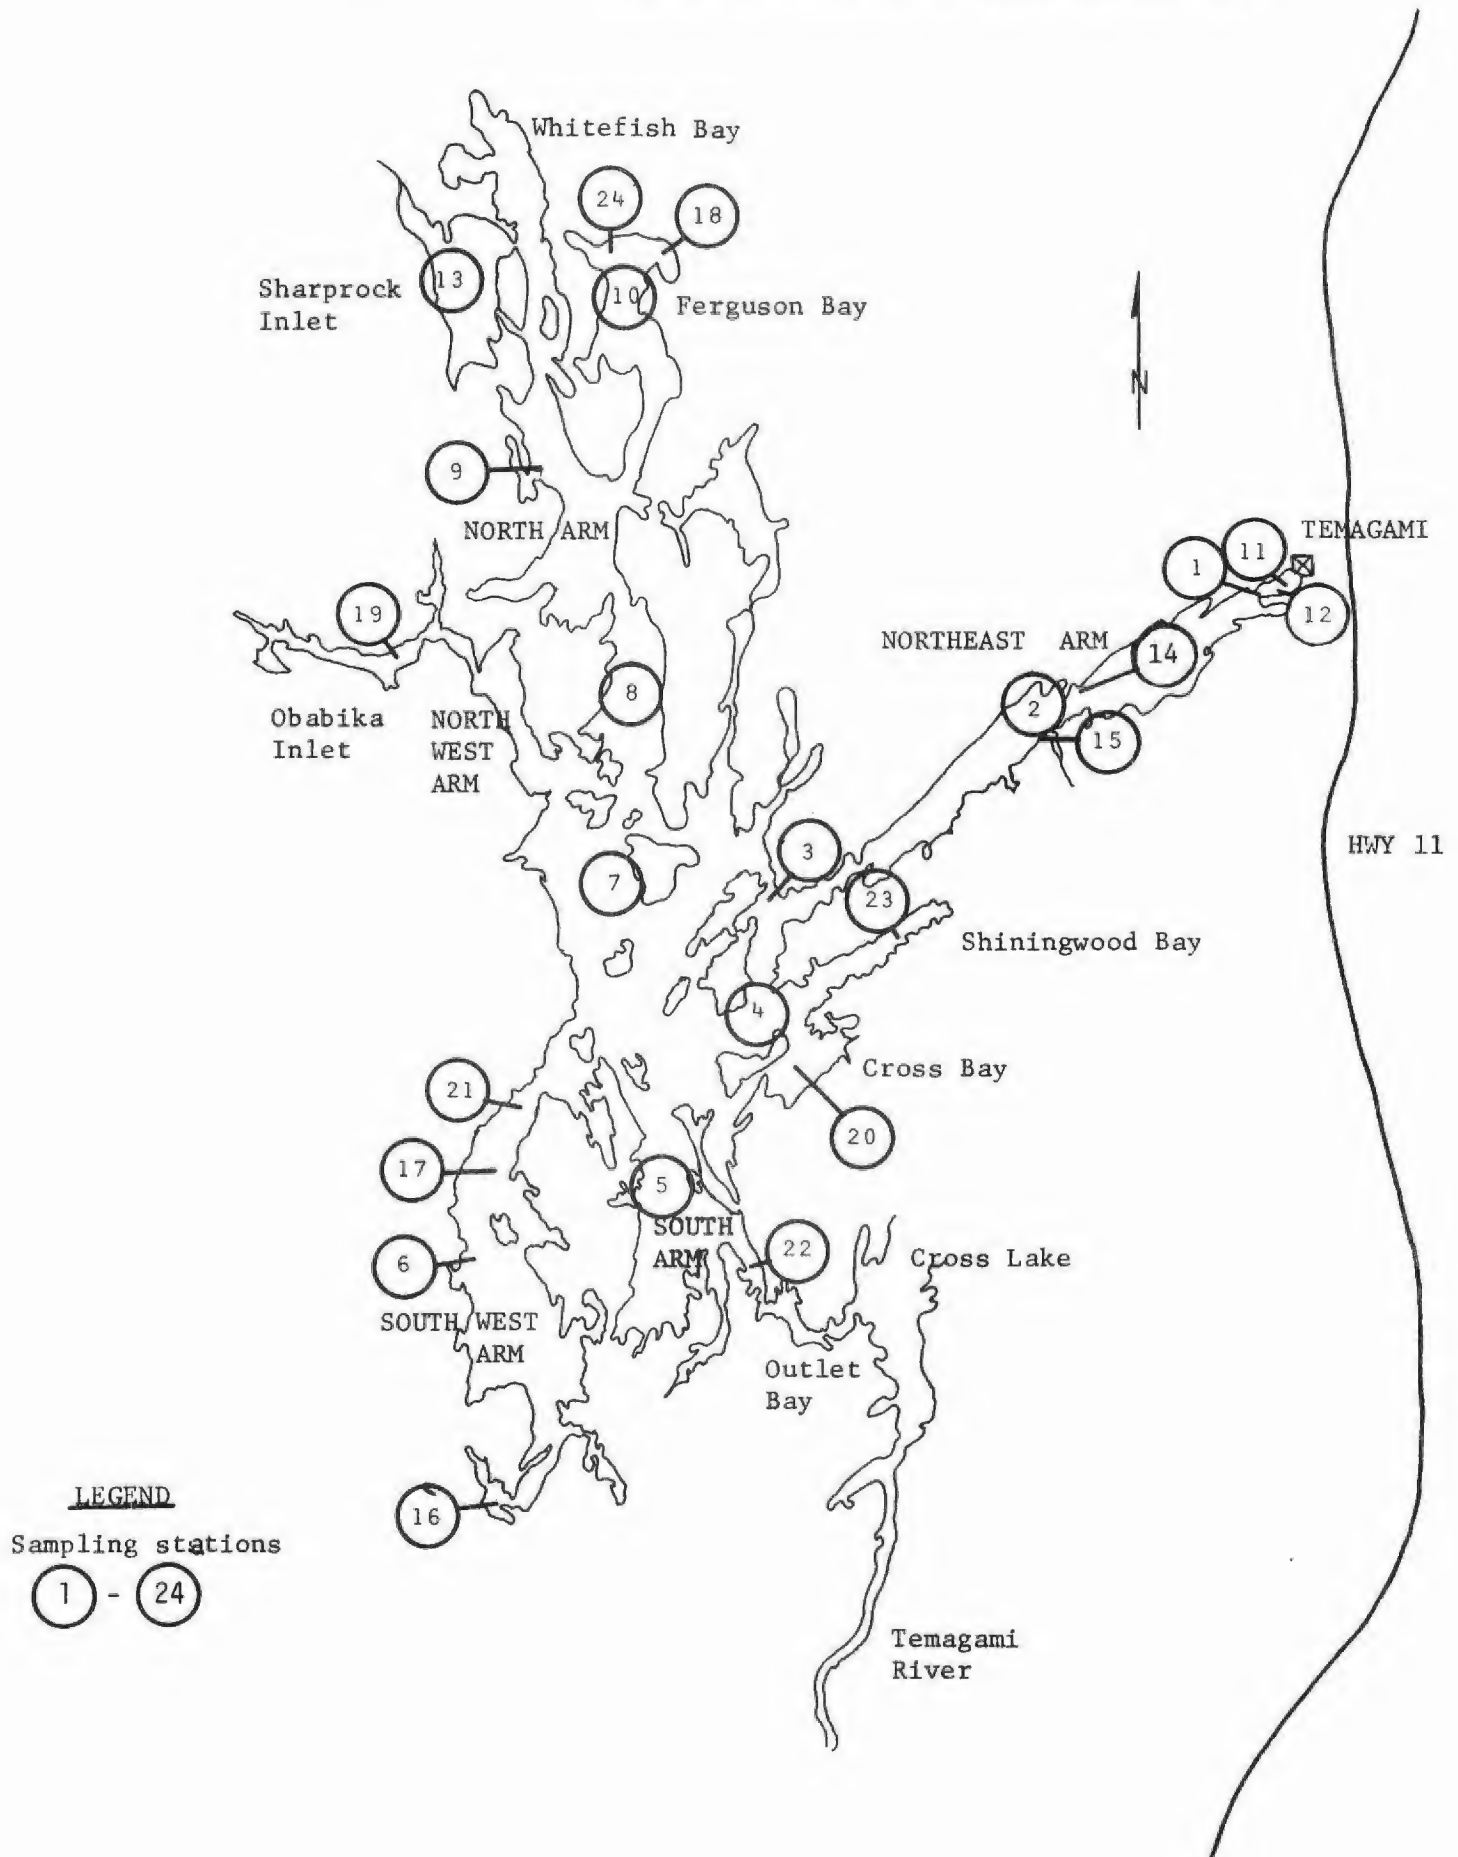 Whitefish Bay
24
18
13
10
Sharprock
Inlet
Ferguson Bay
N
9
NORTH ARM
TEMAGAMI
11
1
12
19
NORTHEAST ARM
14
8
2
15
Obabika
Inlet
NORTH
WEST
ARM
HWY 11
3
7
23
Shiningwood Bay
4
Cross Bay
21
20
17
5
SOUTH
ARM
22
6
Cross Lake
SOUTH WEST
ARM
Outlet
Bay
16
LEGEND
Sampling stations
1 - 24
Temagami
River